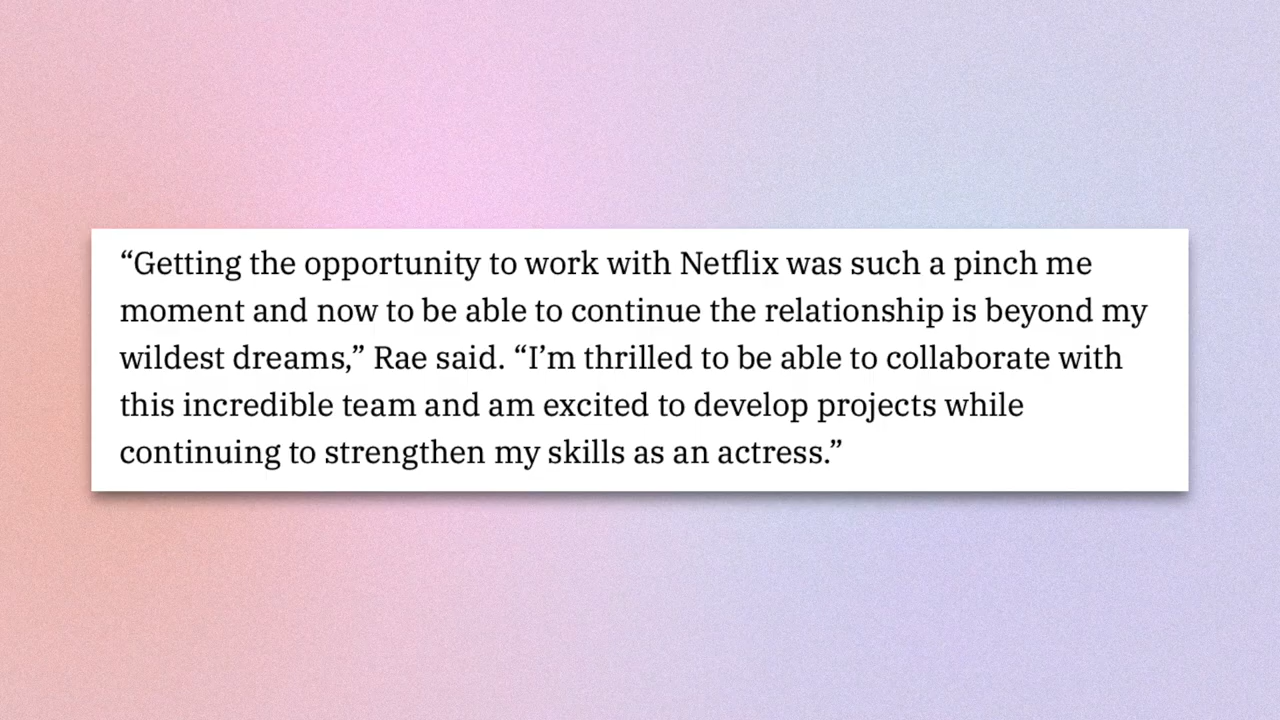 “Getting the opportunity to work with Netflix was such a pinch me
moment and now to be able to continue the relationship is beyond my
wildest dreams,” Rae said. “I’m thrilled to be able to collaborate with
this incredible team and am excited to develop projects while
continuing to strengthen my skills as an actress.”